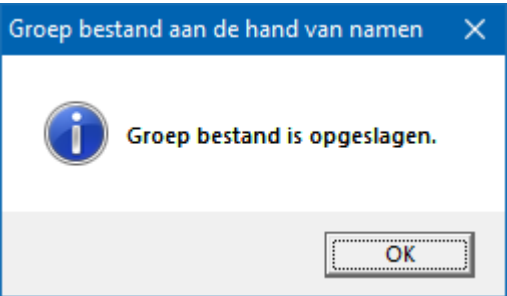 Groep bestand aan de hand van namen
Groep bestand is opgeslagen.
OK